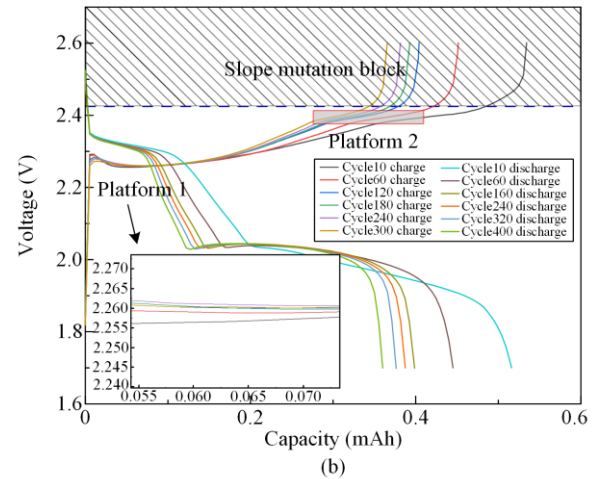 (b)
2.6
Slope mutation block
2.4
Platform 2
Cycle10 charge
Cycle10 discharge
Cycle60 charge
Cycle60 discharge
Cycle120 charge
Cycle160 discharge
Cycle180 charge
Cycle240 discharge
Cycle240 charge
Cycle320 discharge
Cycle300 charge
Cycle400 discharge
2.2
Platform 1
Voltage (V)
2.0
2.270
2.265
2.260
2.255
2.250
2.245
2.240
0.055
0.060
0.065
0.070
1.8
1.6
0
0.2
0.4
0.6
Capacity (mAh)
(b)